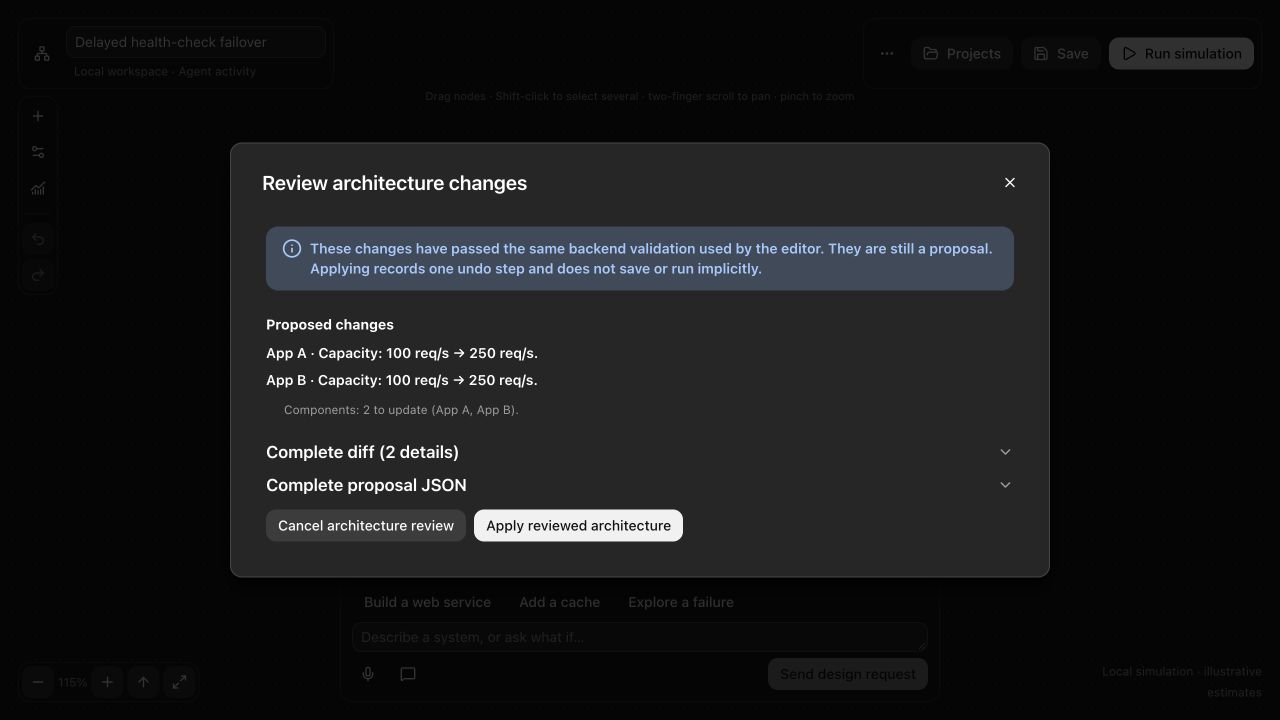 Delayed health-check failover
Local workspace · Agent activity
Projects
Save
Run simulation
Drag nodes · Shift-click to select several · two-finger scroll to pan · pinch to zoom
Review architecture changes
These changes have passed the same backend validation used by the editor. They are still a proposal.
Applying records one undo step and does not save or run implicitly.
Proposed changes
App A · Capacity: 100 req/s → 250 req/s.
App B · Capacity: 100 req/s → 250 req/s.
Components: 2 to update (App A, App B).
Complete diff (2 details)
Complete proposal JSON
Cancel architecture review
Apply reviewed architecture
Build a web service
Add a cache
Explore a failure
Describe a system, or ask what if...
Send design request
115%
Local simulation · illustrative
estimates